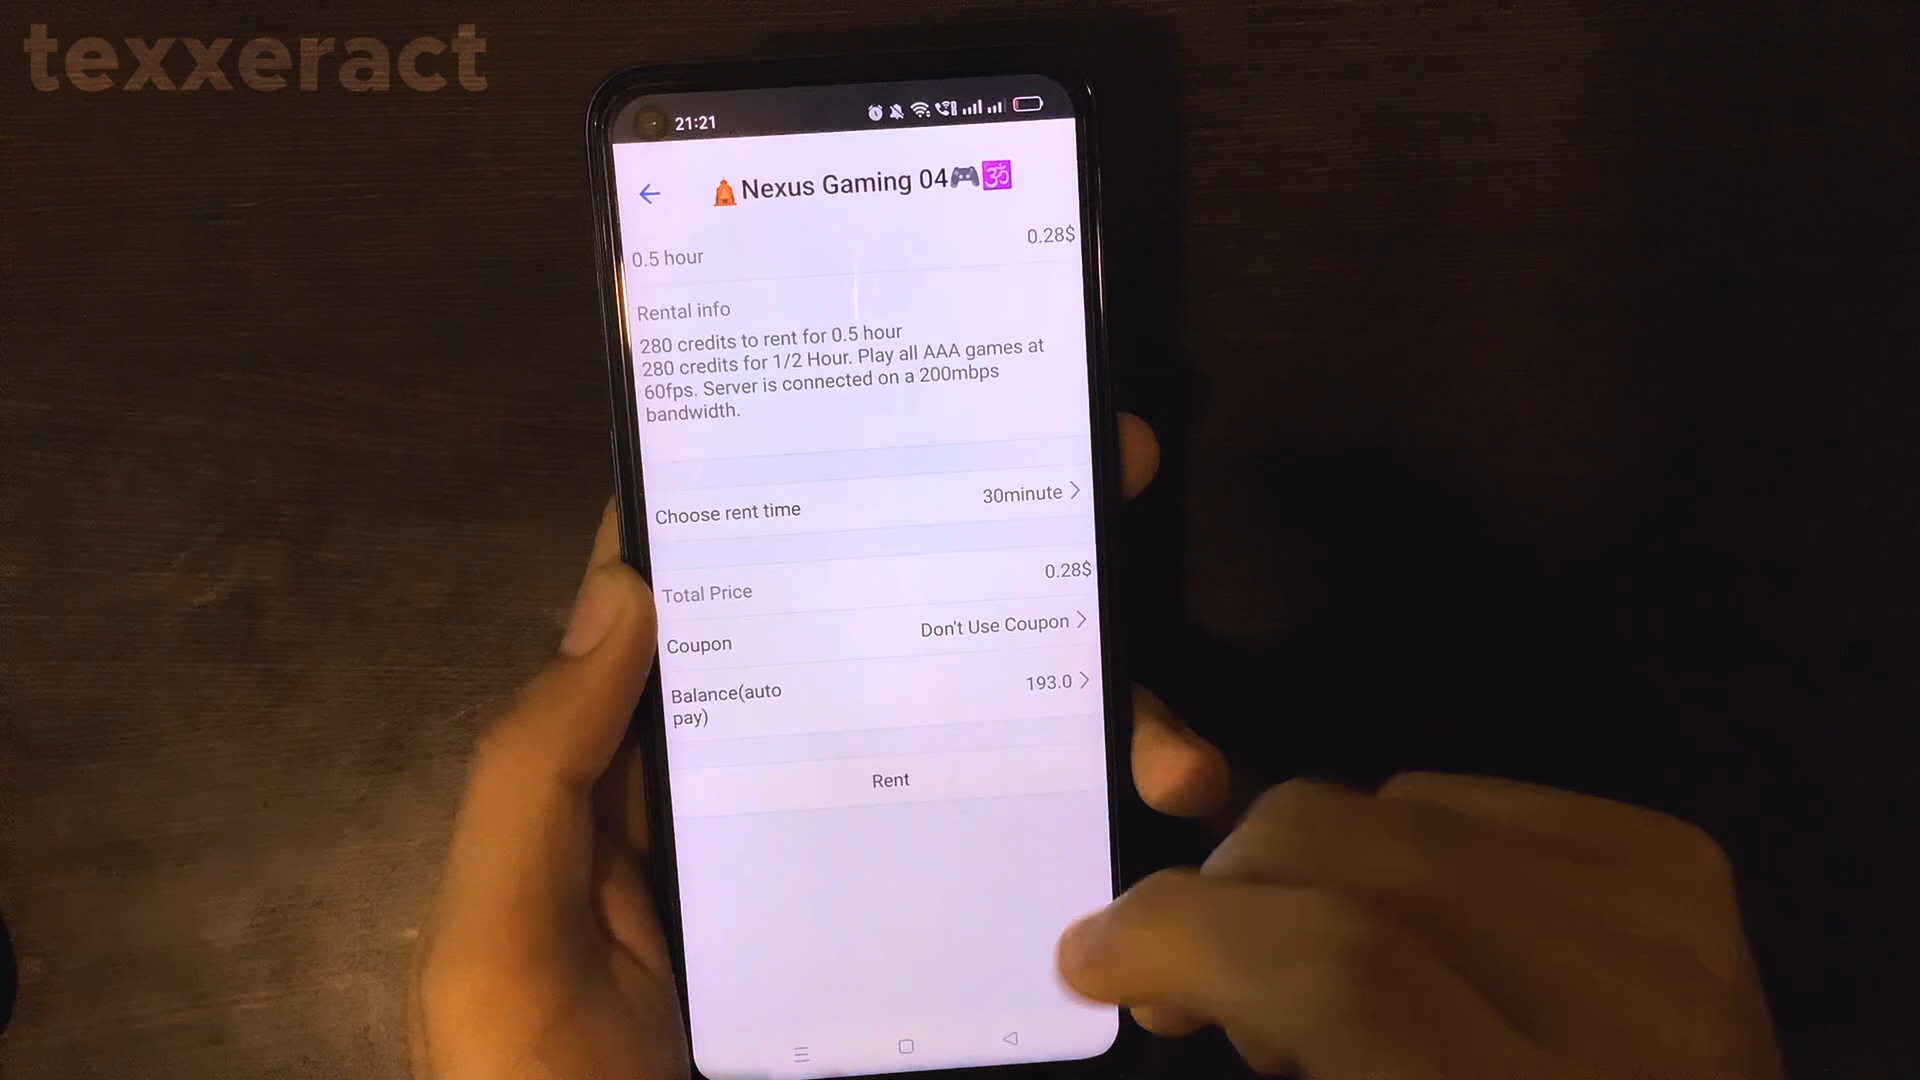 texxeract
21:21
Nexus Gaming 04🎮🕉
0.5 hour 0.28$
Rental info
280 credits to rent for 0.5 hour
280 credits for 1/2 Hour. Play all AAA games at
60fps. Server is connected on a 200mbps
bandwidth.
Choose rent time 30minute
Total Price 0.28$
Coupon Don't Use Coupon
Balance(auto
pay) 193.0
Rent